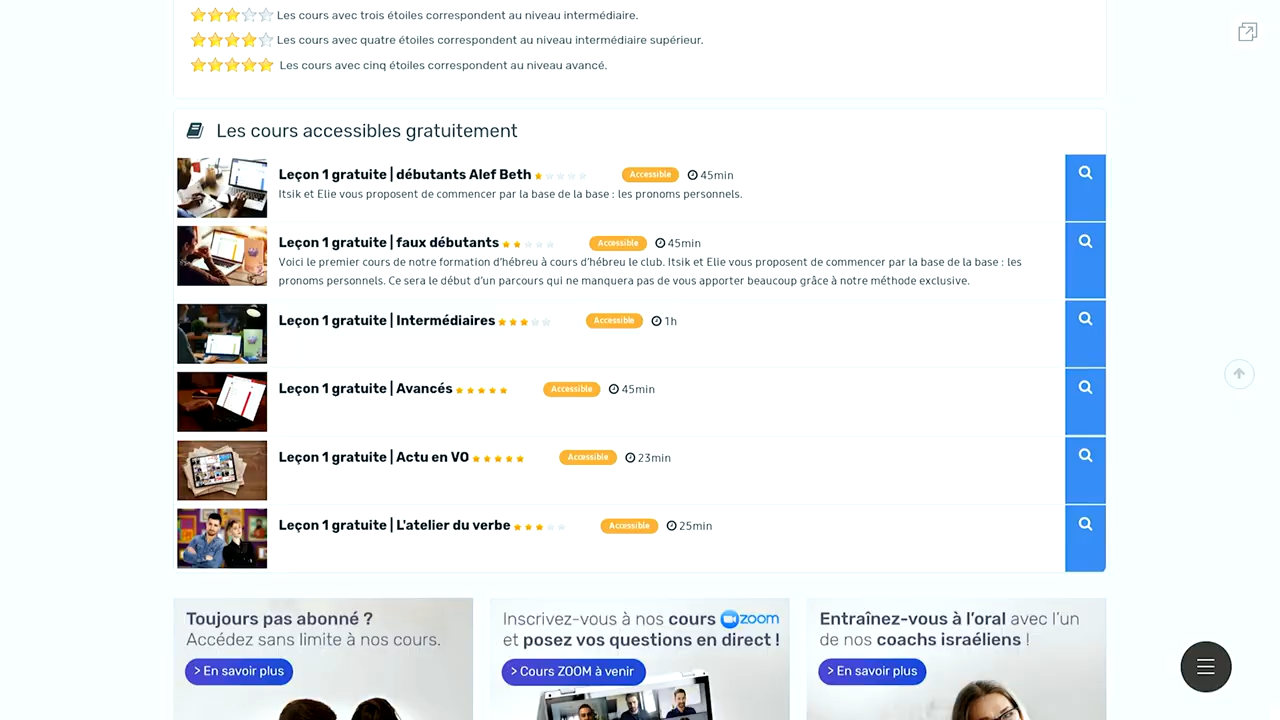 Les cours avec trois étoiles correspondent au niveau intermédiaire.
Les cours avec quatre étoiles correspondent au niveau intermédiaire supérieur.
Les cours avec cinq étoiles correspondent au niveau avancé.
Les cours accessibles gratuitement
Leçon 1 gratuite | débutants Alef Beth Accessible 45min
Itsik et Elie vous proposent de commencer par la base de la base : les pronoms personnels.
Leçon 1 gratuite | faux débutants Accessible 45min
Voici le premier cours de notre formation d'hébreu à cours d'hébreu le club. Itsik et Elie vous proposent de commencer par la base de la base : les
pronoms personnels. Ce sera le début d'un parcours qui ne manquera pas de vous apporter beaucoup grâce à notre méthode exclusive.
Leçon 1 gratuite | Intermédiaires Accessible 1h
Leçon 1 gratuite | Avancés Accessible 45min
Leçon 1 gratuite | Actu en VO Accessible 23min
Leçon 1 gratuite | L'atelier du verbe Accessible 25min
Toujours pas abonné ?
Accédez sans limite à nos cours.
> En savoir plus
Inscrivez-vous à nos cours zoom
et posez vos questions en direct !
> Cours ZOOM à venir
Entraînez-vous à l'oral avec l'un
de nos coachs israéliens !
> En savoir plus